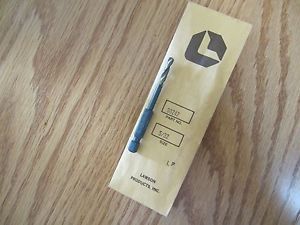 PART NO.
5/32
SIZE
L P
LAWSON
PRODUCTS, INC.